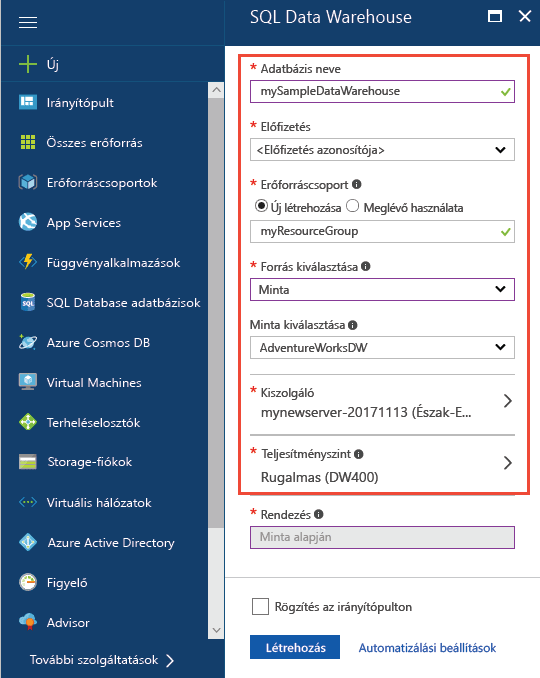 Új
Irányítópult
Összes erőforrás
Erőforráscsoportok
App Services
Függvényalkalmazások
SQL
SQL Database adatbázisok
Azure Cosmos DB
Virtual Machines
Terheléselosztók
Storage-fiókok
Virtuális hálózatok
Azure Active Directory
Figyelő
Advisor
További szolgáltatások
SQL Data Warehouse
* Adatbázis neve
mySampleDataWarehouse
* Előfizetés
<Előfizetés azonosítója>
* Erőforráscsoport
Új létrehozása Meglévő használata
myResourceGroup
* Forrás kiválasztása
Minta
Minta kiválasztása
AdventureWorksDW
* Kiszolgáló
mynewserver-20171113 (Észak-E...
* Teljesítményszint
Rugalmas (DW400)
* Rendezés
Minta alapján
Rögzítés az irányítópulton
Létrehozás Automatizálási beállítások